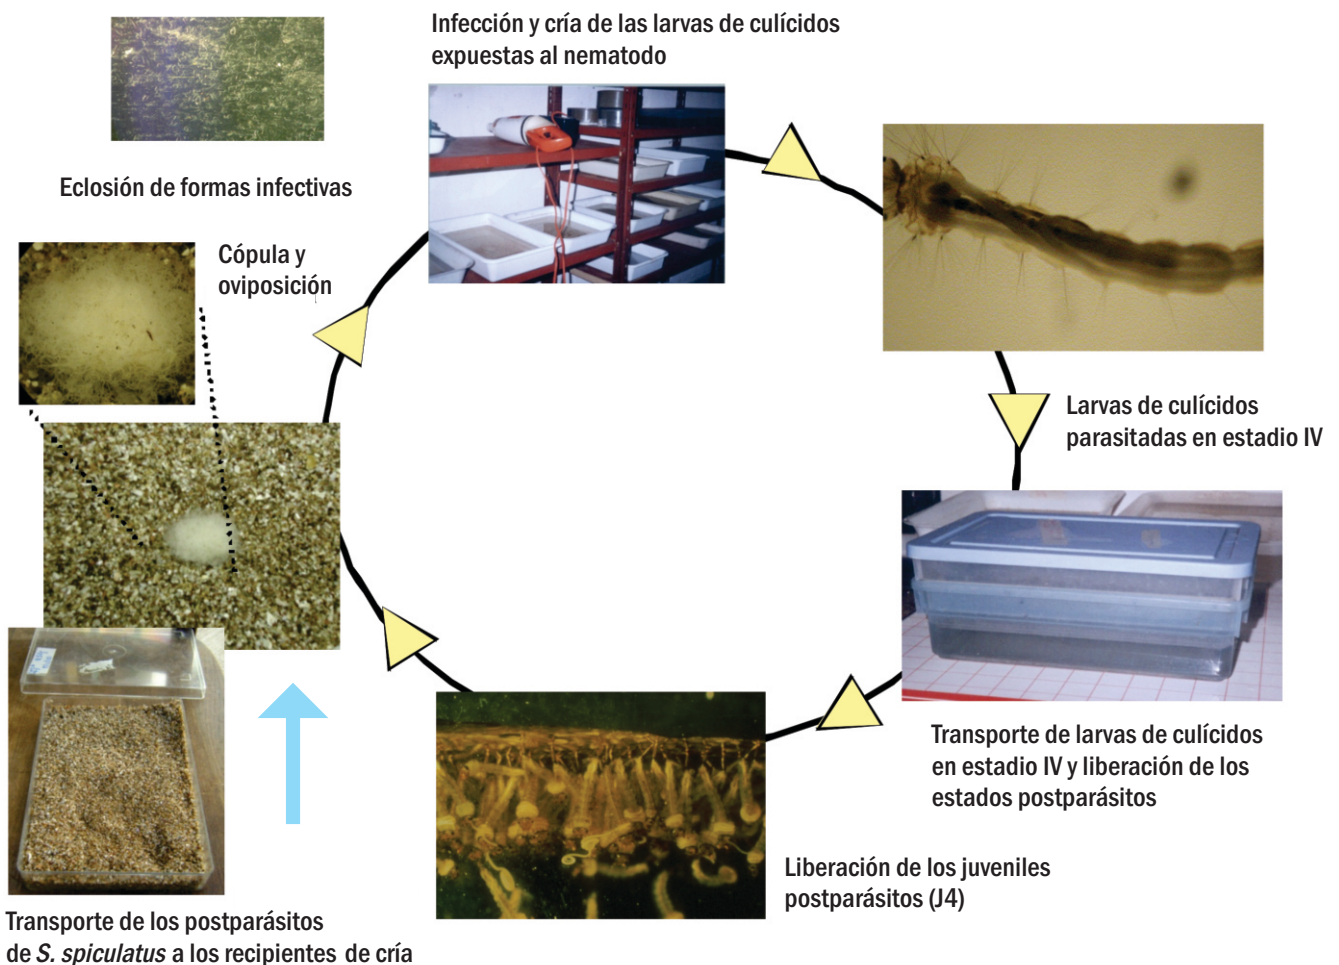 Infección y cría de las larvas de culícidos
expuestas al nematodo
Eclosión de formas infectivas
Cópula y
oviposición
Larvas de culícidos
parasitadas en estadio IV
Transporte de larvas de culícidos
en estadio IV y liberación de los
estados postparásitos
Liberación de los juveniles
postparásitos (J4)
Transporte de los postparásitos
de S. spiculatus a los recipientes de cría